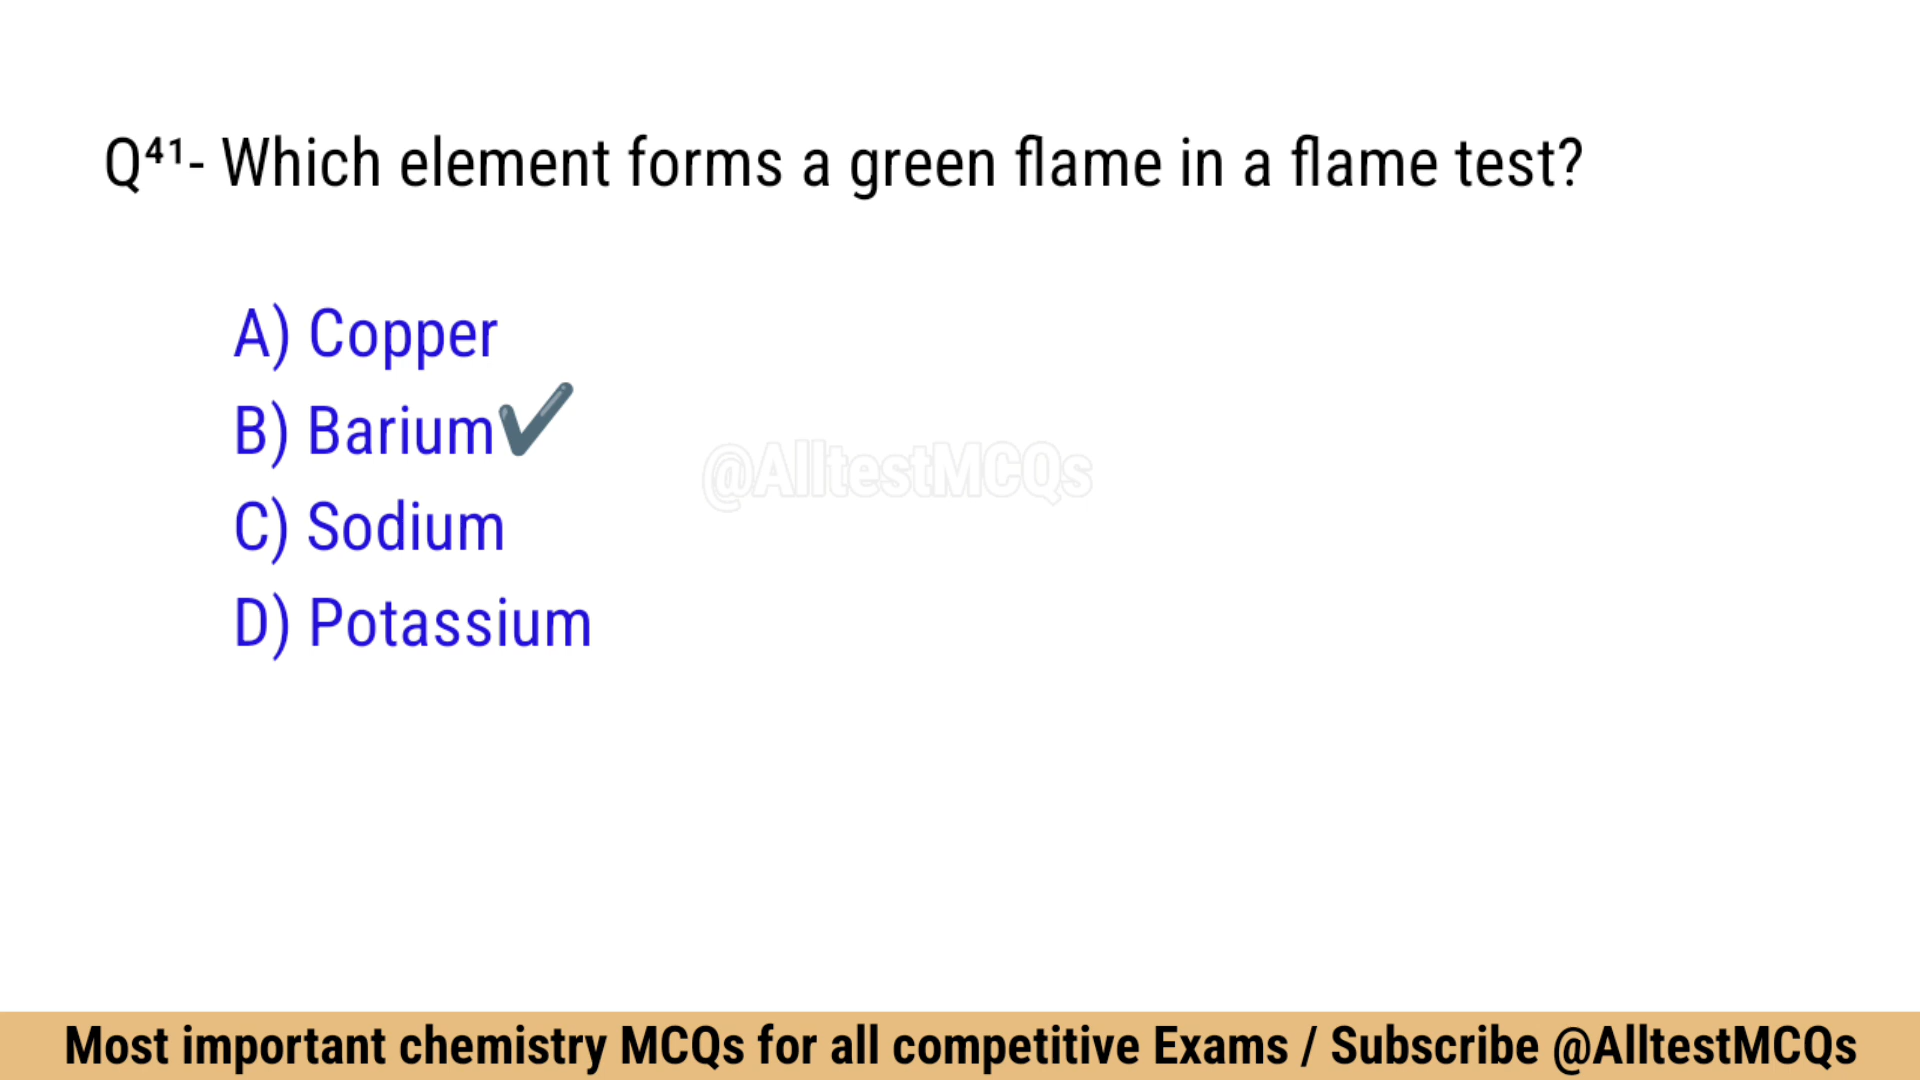 Q⁴¹- Which element forms a green flame in a flame test?
A) Copper
B) Barium✔
@AlltestMCQs
C) Sodium
D) Potassium
Most important chemistry MCQs for all competitive Exams / Subscribe @AlltestMCQs